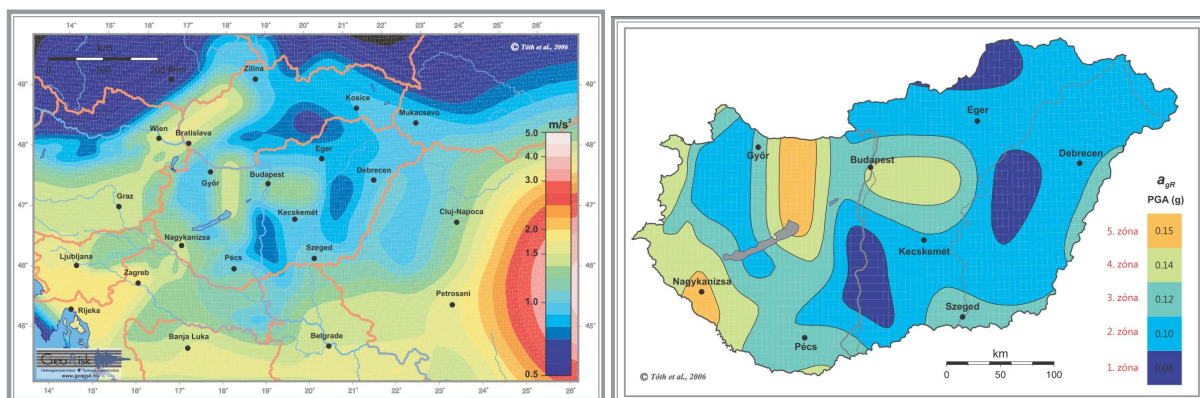 14° 15° 16° 17° 18° 19° 20° 21° 22° 23° 24° 25° 26°
© Tóth et al., 2006
km
0
Zilina
49°
Kosice
Mukacsevo
Wien
Bratislava
48°
Eger
Debrecen
Győr
Budapest
47°
Graz
Kecskemét
Cluj-Napoca
Nagykanizsa
Szeged
Pécs
46°
Ljubljana
Zagreb
Petrosani
Rijeka
45°
Banja Luka
Belgrade
www.georisk.hu
14° 15° 16° 17° 18° 19° 20° 21° 22° 23° 24° 25° 26°
m/s²
5.0
4.0
3.0
2.0
1.5
1.0
0.5
49°
48°
47°
46°
45°
Eger
Győr
Budapest
Debrecen
Kecskemét
Nagykanizsa
Szeged
Pécs
km
0 50 100
© Tóth et al., 2006
agR
PGA (g)
5. zóna 0.15
4. zóna 0.14
3. zóna 0.12
2. zóna 0.10
1. zóna 0.08